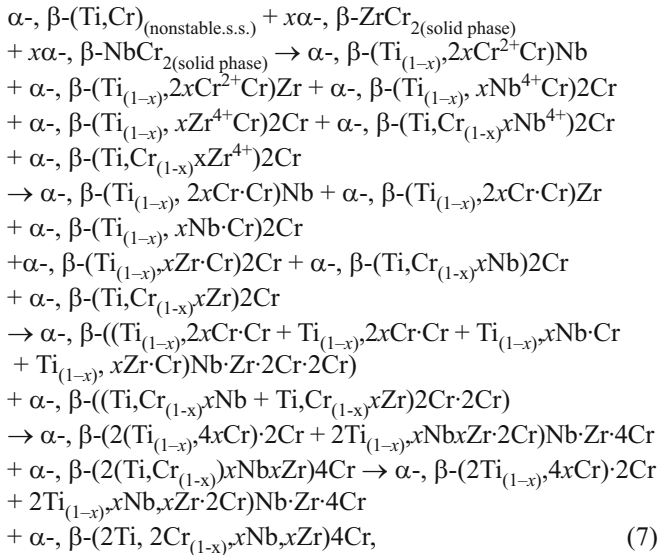 α-, β-(Ti,Cr)(nonstable.s.s.) + xα-, β-ZrCr2(solid phase)
+ xα-, β-NbCr2(solid phase) → α-, β-(Ti(1–x),2xCr2+Cr)Nb
+ α-, β-(Ti(1–x),2xCr2+Cr)Zr + α-, β-(Ti(1–x), xNb4+Cr)2Cr
+ α-, β-(Ti(1–x), xZr4+Cr)2Cr + α-, β-(Ti,Cr(1-x)xNb4+)2Cr
+ α-, β-(Ti,Cr(1-x)xZr4+)2Cr
→ α-, β-(Ti(1–x), 2xCr·Cr)Nb + α-, β-(Ti(1–x),2xCr·Cr)Zr
+ α-, β-(Ti(1–x), xNb·Cr)2Cr
+α-, β-(Ti(1–x),xZr·Cr)2Cr + α-, β-(Ti,Cr(1-x)xNb)2Cr
+ α-, β-(Ti,Cr(1-x)xZr)2Cr
→ α-, β-((Ti(1–x),2xCr·Cr + Ti(1–x),2xCr·Cr + Ti(1–x),xNb·Cr
+ Ti(1–x), xZr·Cr)Nb·Zr·2Cr·2Cr)
+ α-, β-((Ti,Cr(1-x)xNb + Ti,Cr(1-x)xZr)2Cr·2Cr)
→ α-, β-(2(Ti(1–x),4xCr)·2Cr + 2Ti(1–x),xNbxZr·2Cr)Nb·Zr·4Cr
+ α-, β-(2(Ti,Cr(1-x))xNbxZr)4Cr → α-, β-(2Ti(1–x),4xCr)·2Cr
+ 2Ti(1–x),xNb,xZr·2Cr)Nb·Zr·4Cr
+ α-, β-(2Ti, 2Cr(1-x),xNb,xZr)4Cr, (7)